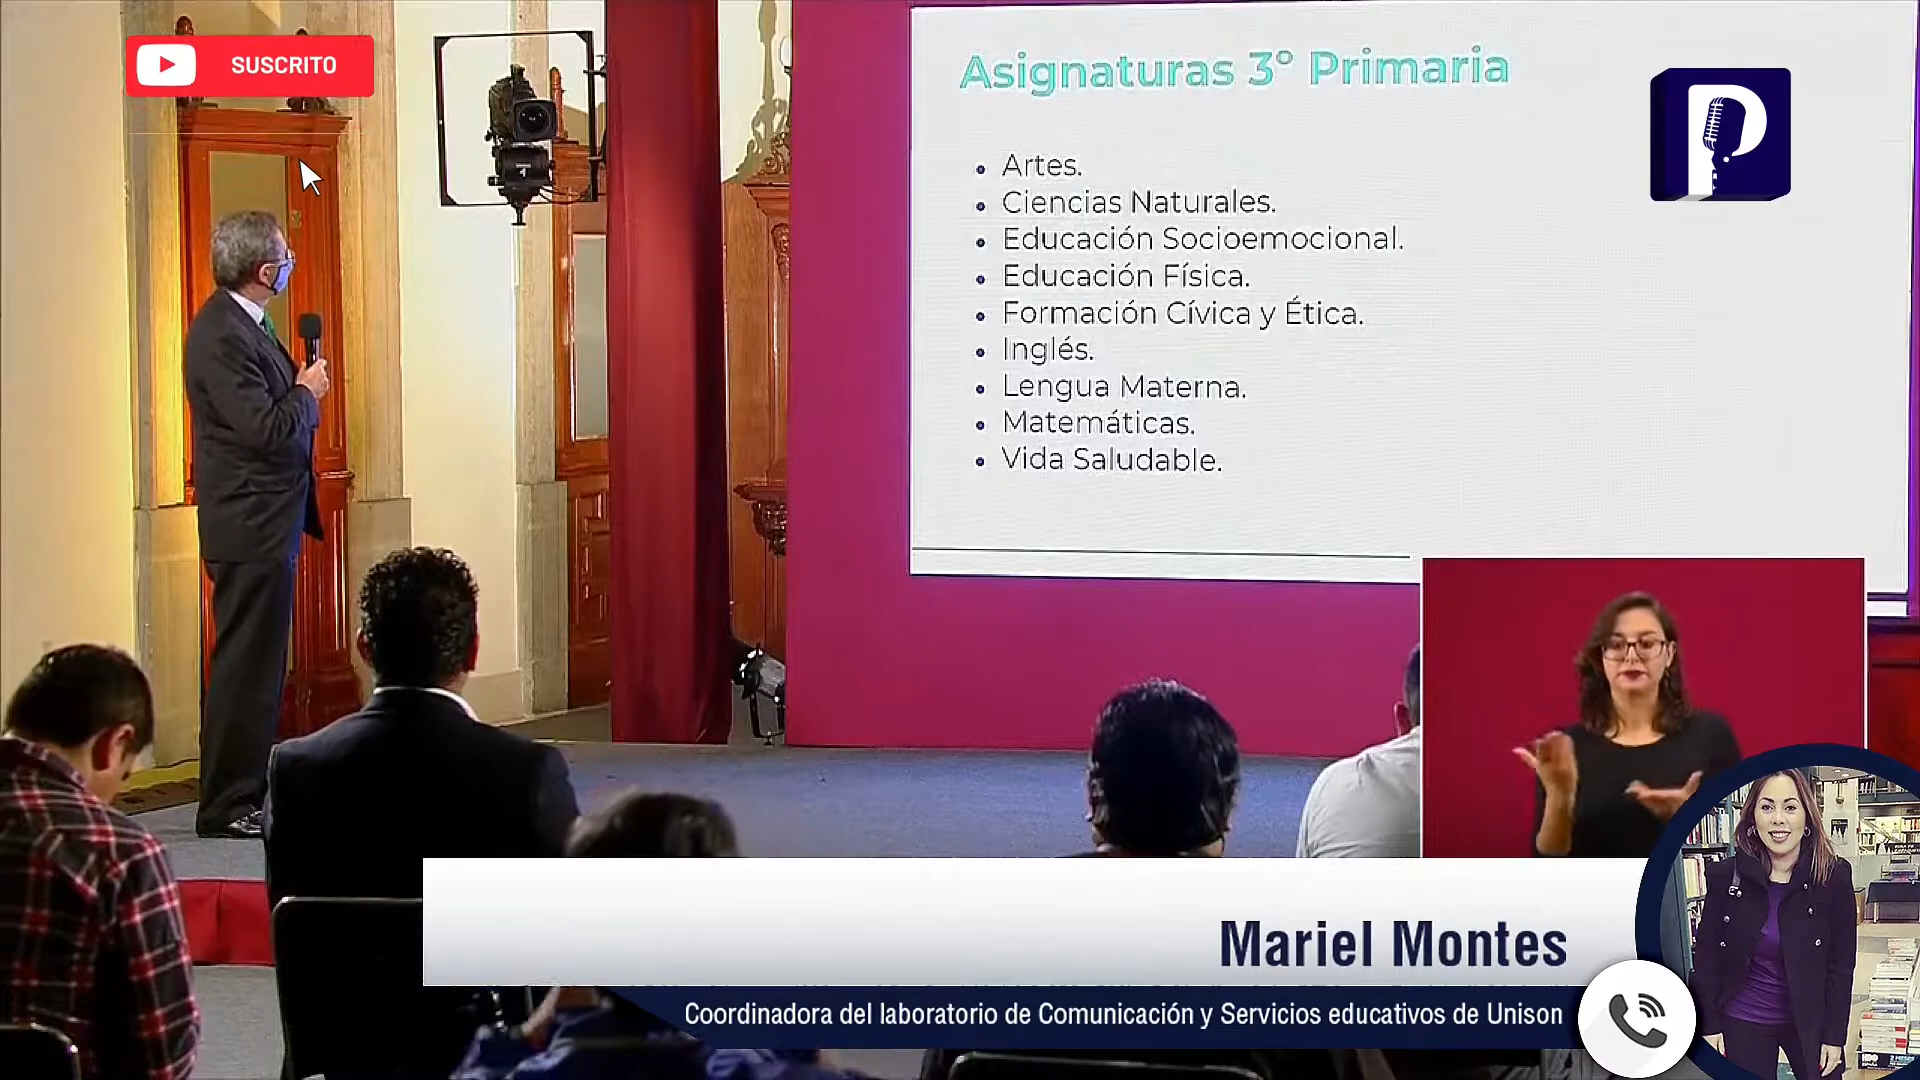 SUSCRITO
Asignaturas 3° Primaria
P
• Artes.
• Ciencias Naturales.
• Educación Socioemocional.
• Educación Física.
• Formación Cívica y Ética.
• Inglés.
• Lengua Materna.
• Matemáticas.
• Vida Saludable.
Mariel Montes
Coordinadora del laboratorio de Comunicación y Servicios educativos de Unison